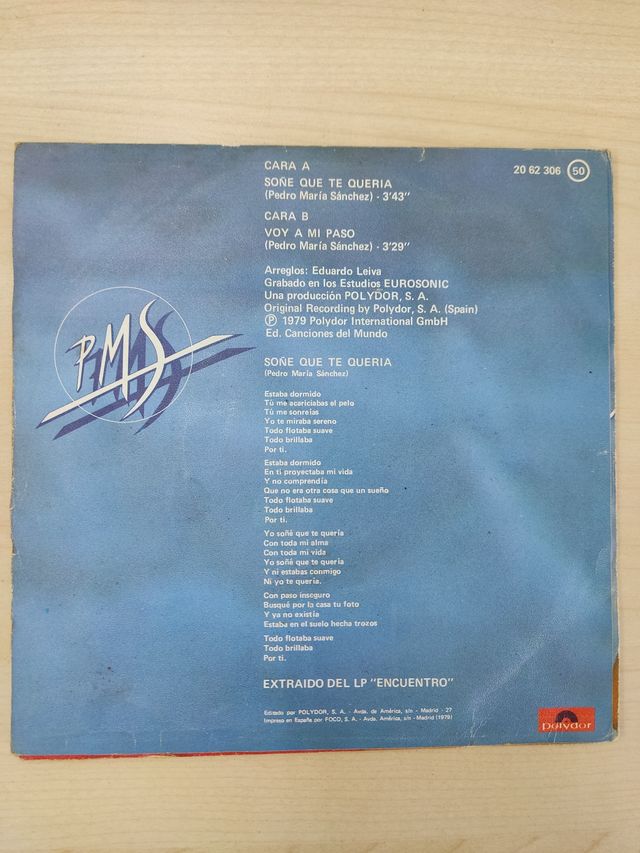 CARA A
SOÑE QUE TE QUERIA
(Pedro María Sánchez) - 3'43"
CARA B
VOY A MI PASO
(Pedro María Sánchez) - 3'29"
20 62 306 50
Arreglos: Eduardo Leiva
Grabado en los Estudios EUROSONIC
Una producción POLYDOR, S. A.
Original Recording by Polydor, S. A. (Spain)
Ⓟ 1979 Polydor International GmbH
Ed. Canciones del Mundo
PMS
SOÑE QUE TE QUERIA
(Pedro María Sánchez)
Estaba dormido
Tú me acariciabas el pelo
Tú me sonreías
Yo te miraba sereno
Todo flotaba suave
Todo brillaba
Por ti.
Estaba dormido
En ti proyectaba mi vida
Y no comprendía
Que no era otra cosa que un sueño
Todo flotaba suave
Todo brillaba
Por ti.
Yo soñé que te quería
Con toda mi alma
Con toda mi vida
Yo soñé que te quería
Y ni estabas conmigo
Ni yo te quería.
Con paso inseguro
Busqué por la casa tu foto
Y ya no existía
Estaba en el suelo hecha trozos
Todo flotaba suave
Todo brillaba
Por ti.
EXTRAIDO DEL LP "ENCUENTRO"
Editado por POLYDOR, S. A. - Avda. de América, s/n - Madrid - 27
Impreso en España por FOCO, S. A. - Avda. América, s/n - Madrid (1979)
polydor